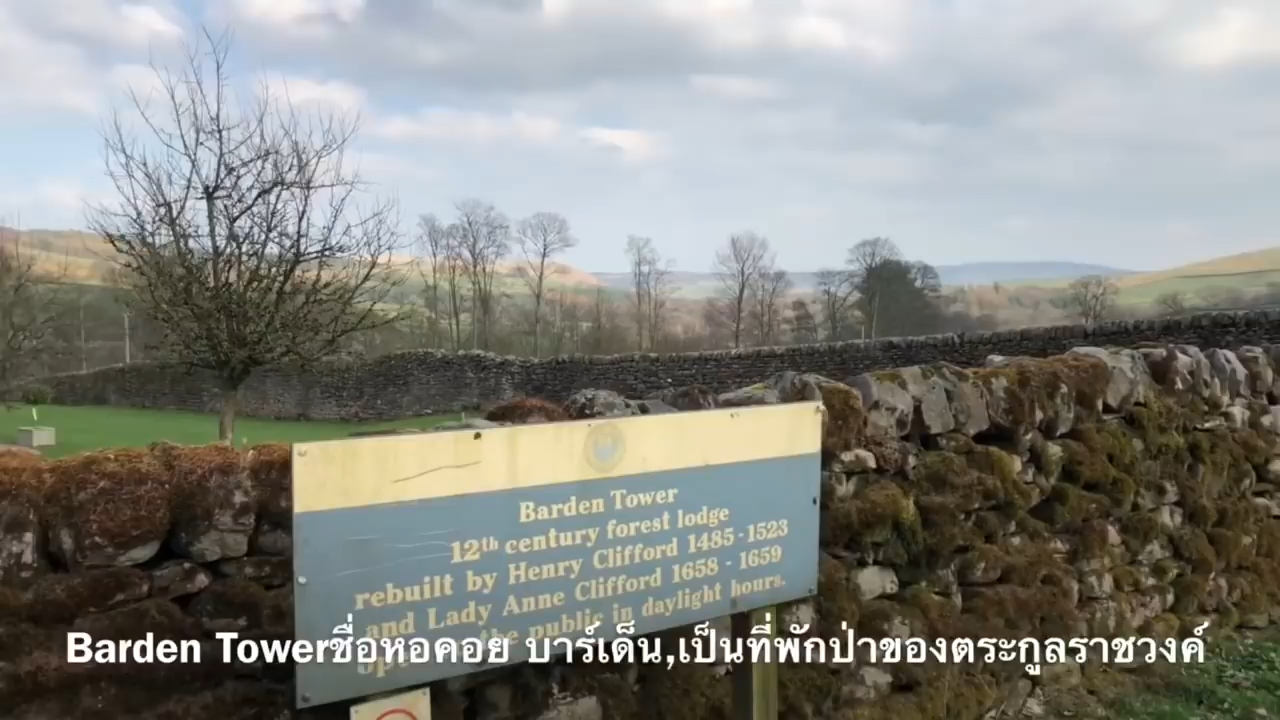 Barden Tower
12th century forest lodge
rebuilt by Henry Clifford 1485-1523
and Lady Anne Clifford 1658 - 1659
the public in daylight hours.
Barden Towerชื่อหอคอย บาร์เด็น,เป็นที่พักป่าของตระกูลราชวงค์